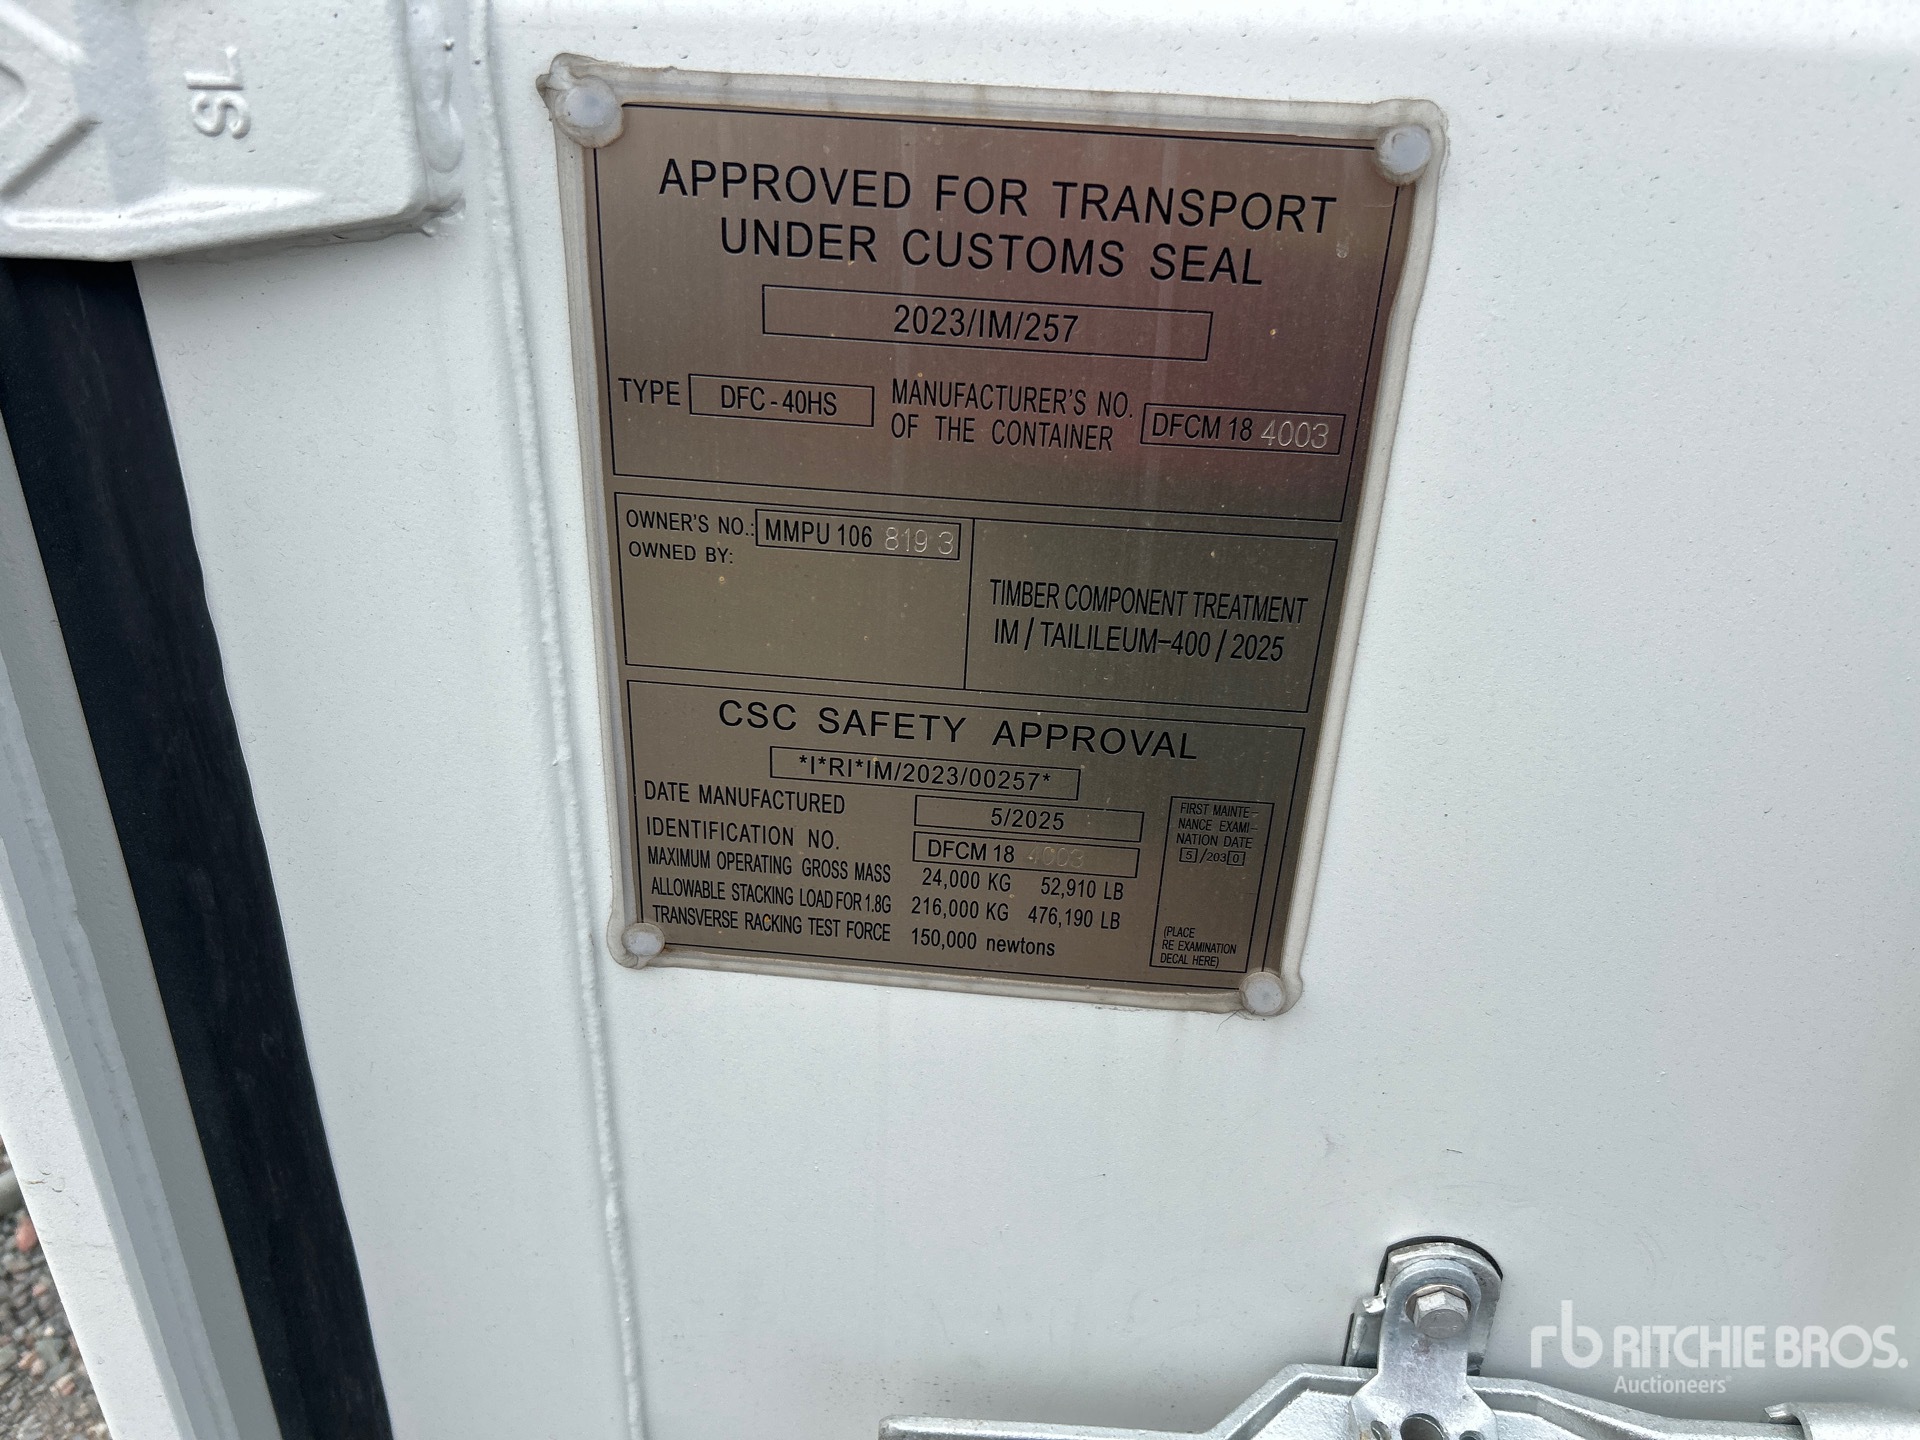 SL
APPROVED FOR TRANSPORT
UNDER CUSTOMS SEAL
2023/IM/257
TYPE DFC-40HS
MANUFACTURER'S NO.
OF THE CONTAINER
DFCM 18 4003
OWNER'S NO.: MMPU 106 819 3
OWNED BY:
TIMBER COMPONENT TREATMENT
IM / TAILILEUM-400 / 2025
CSC SAFETY APPROVAL
*I*RI*IM/2023/00257*
DATE MANUFACTURED 5/2025
IDENTIFICATION NO. DFCM 18 4003
MAXIMUM OPERATING GROSS MASS 24,000 KG 52,910 LB
ALLOWABLE STACKING LOAD FOR 1.8G 216,000 KG 476,190 LB
TRANSVERSE RACKING TEST FORCE 150,000 newtons
FIRST MAINTE-
NANCE EXAMI-
NATION DATE
5/2030
(PLACE
RE EXAMINATION
DECAL HERE)
rb RITCHIE BROS.
Auctioneers